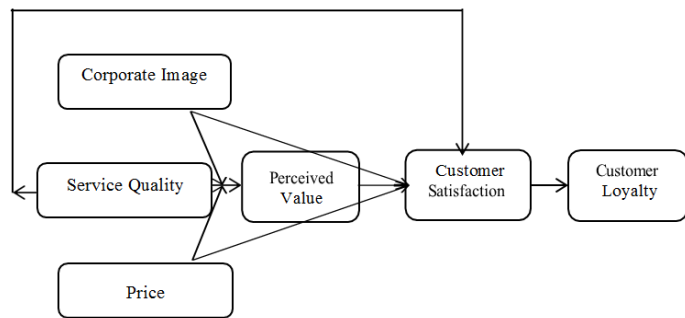 Corporate Image
Service Quality
Perceived
Value
Customer
Satisfaction
Customer
Loyalty
Price